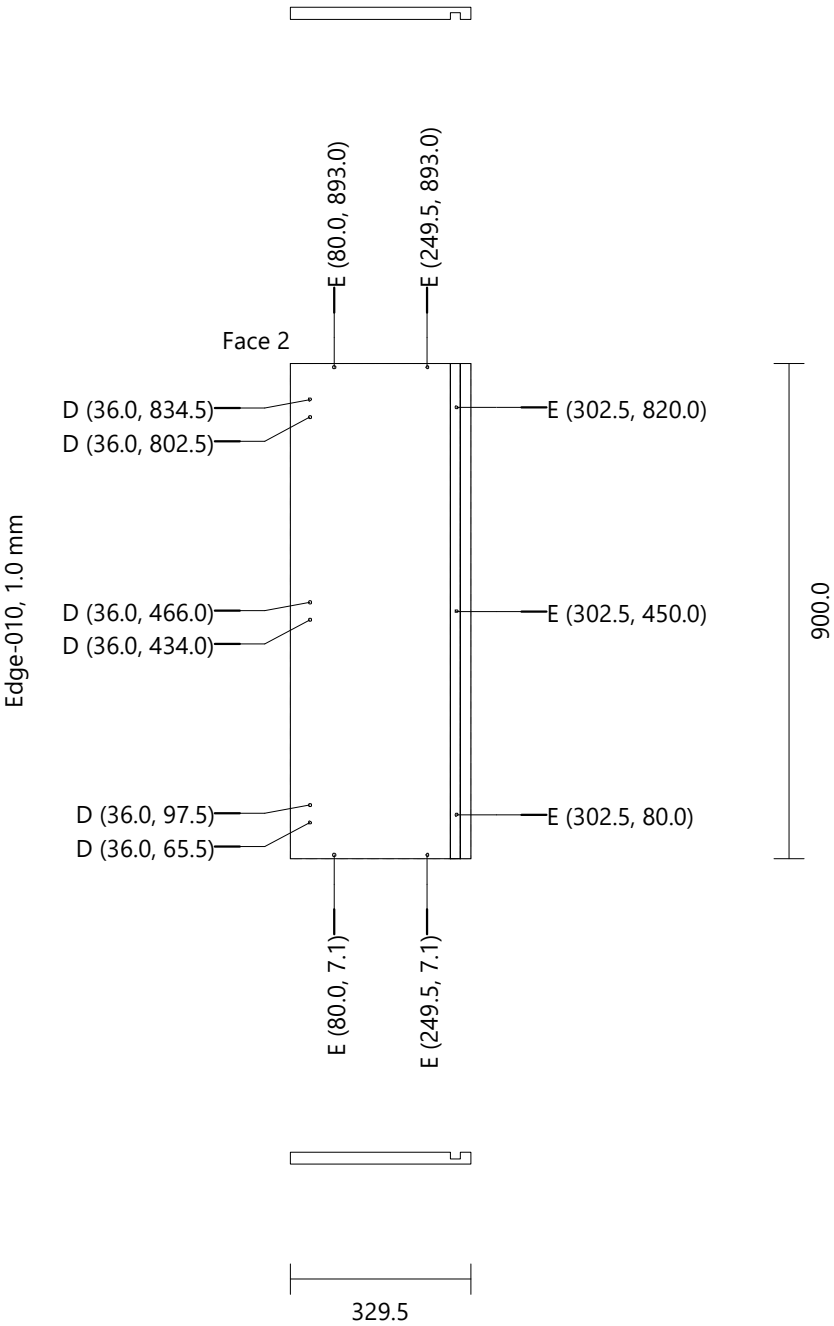 E (80.0, 893.0)
E (249.5, 893.0)
Face 2
D (36.0, 834.5)
E (302.5, 820.0)
D (36.0, 802.5)
Edge-010, 1.0 mm
D (36.0, 466.0)
E (302.5, 450.0)
900.0
D (36.0, 434.0)
D (36.0, 97.5)
E (302.5, 80.0)
D (36.0, 65.5)
E (80.0, 7.1)
E (249.5, 7.1)
329.5